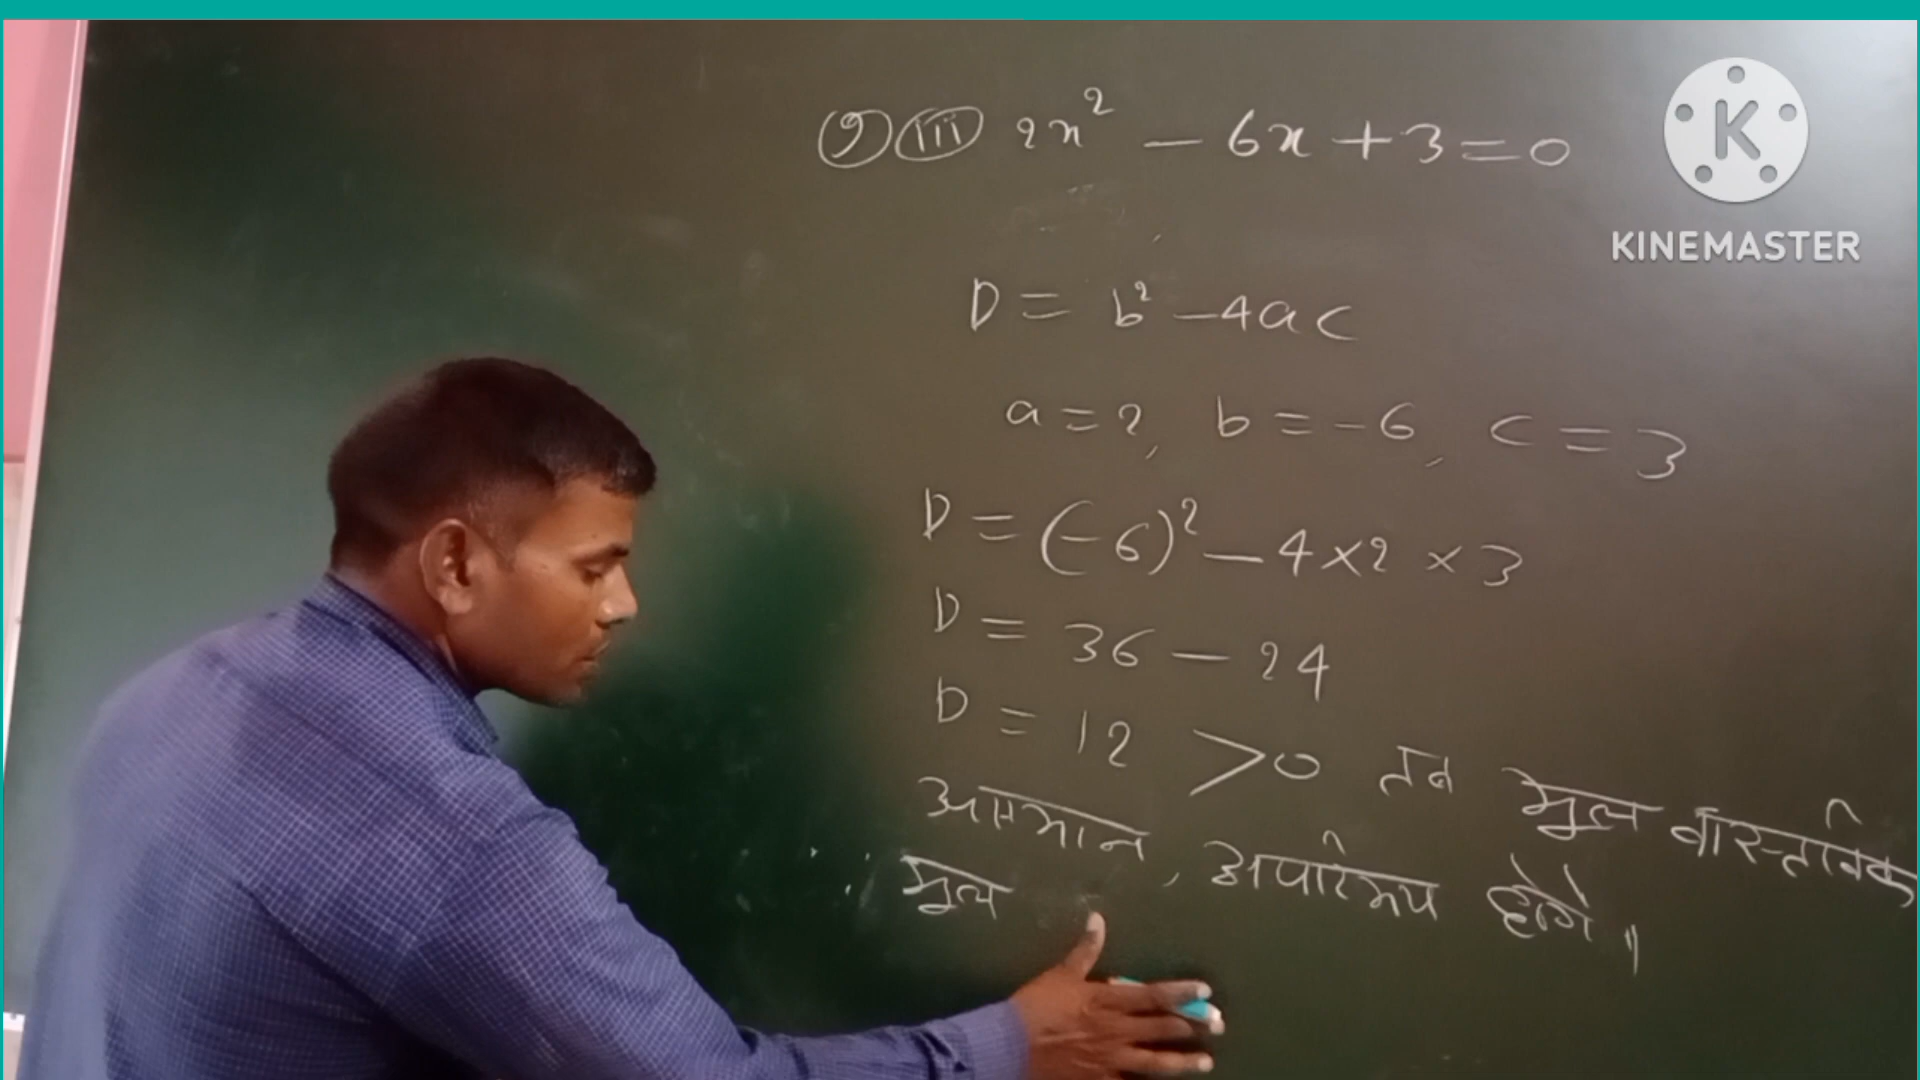 9 (iii) 2x² - 6x + 3 = 0
KINEMASTER
D = b² - 4ac
a = 2, b = -6, c = 3
D = (-6)² - 4 × 2 × 3
D = 36 - 24
D = 12 > 0 तब मूल वास्तविक
असमान, अपरिमय होंगे।
मूल